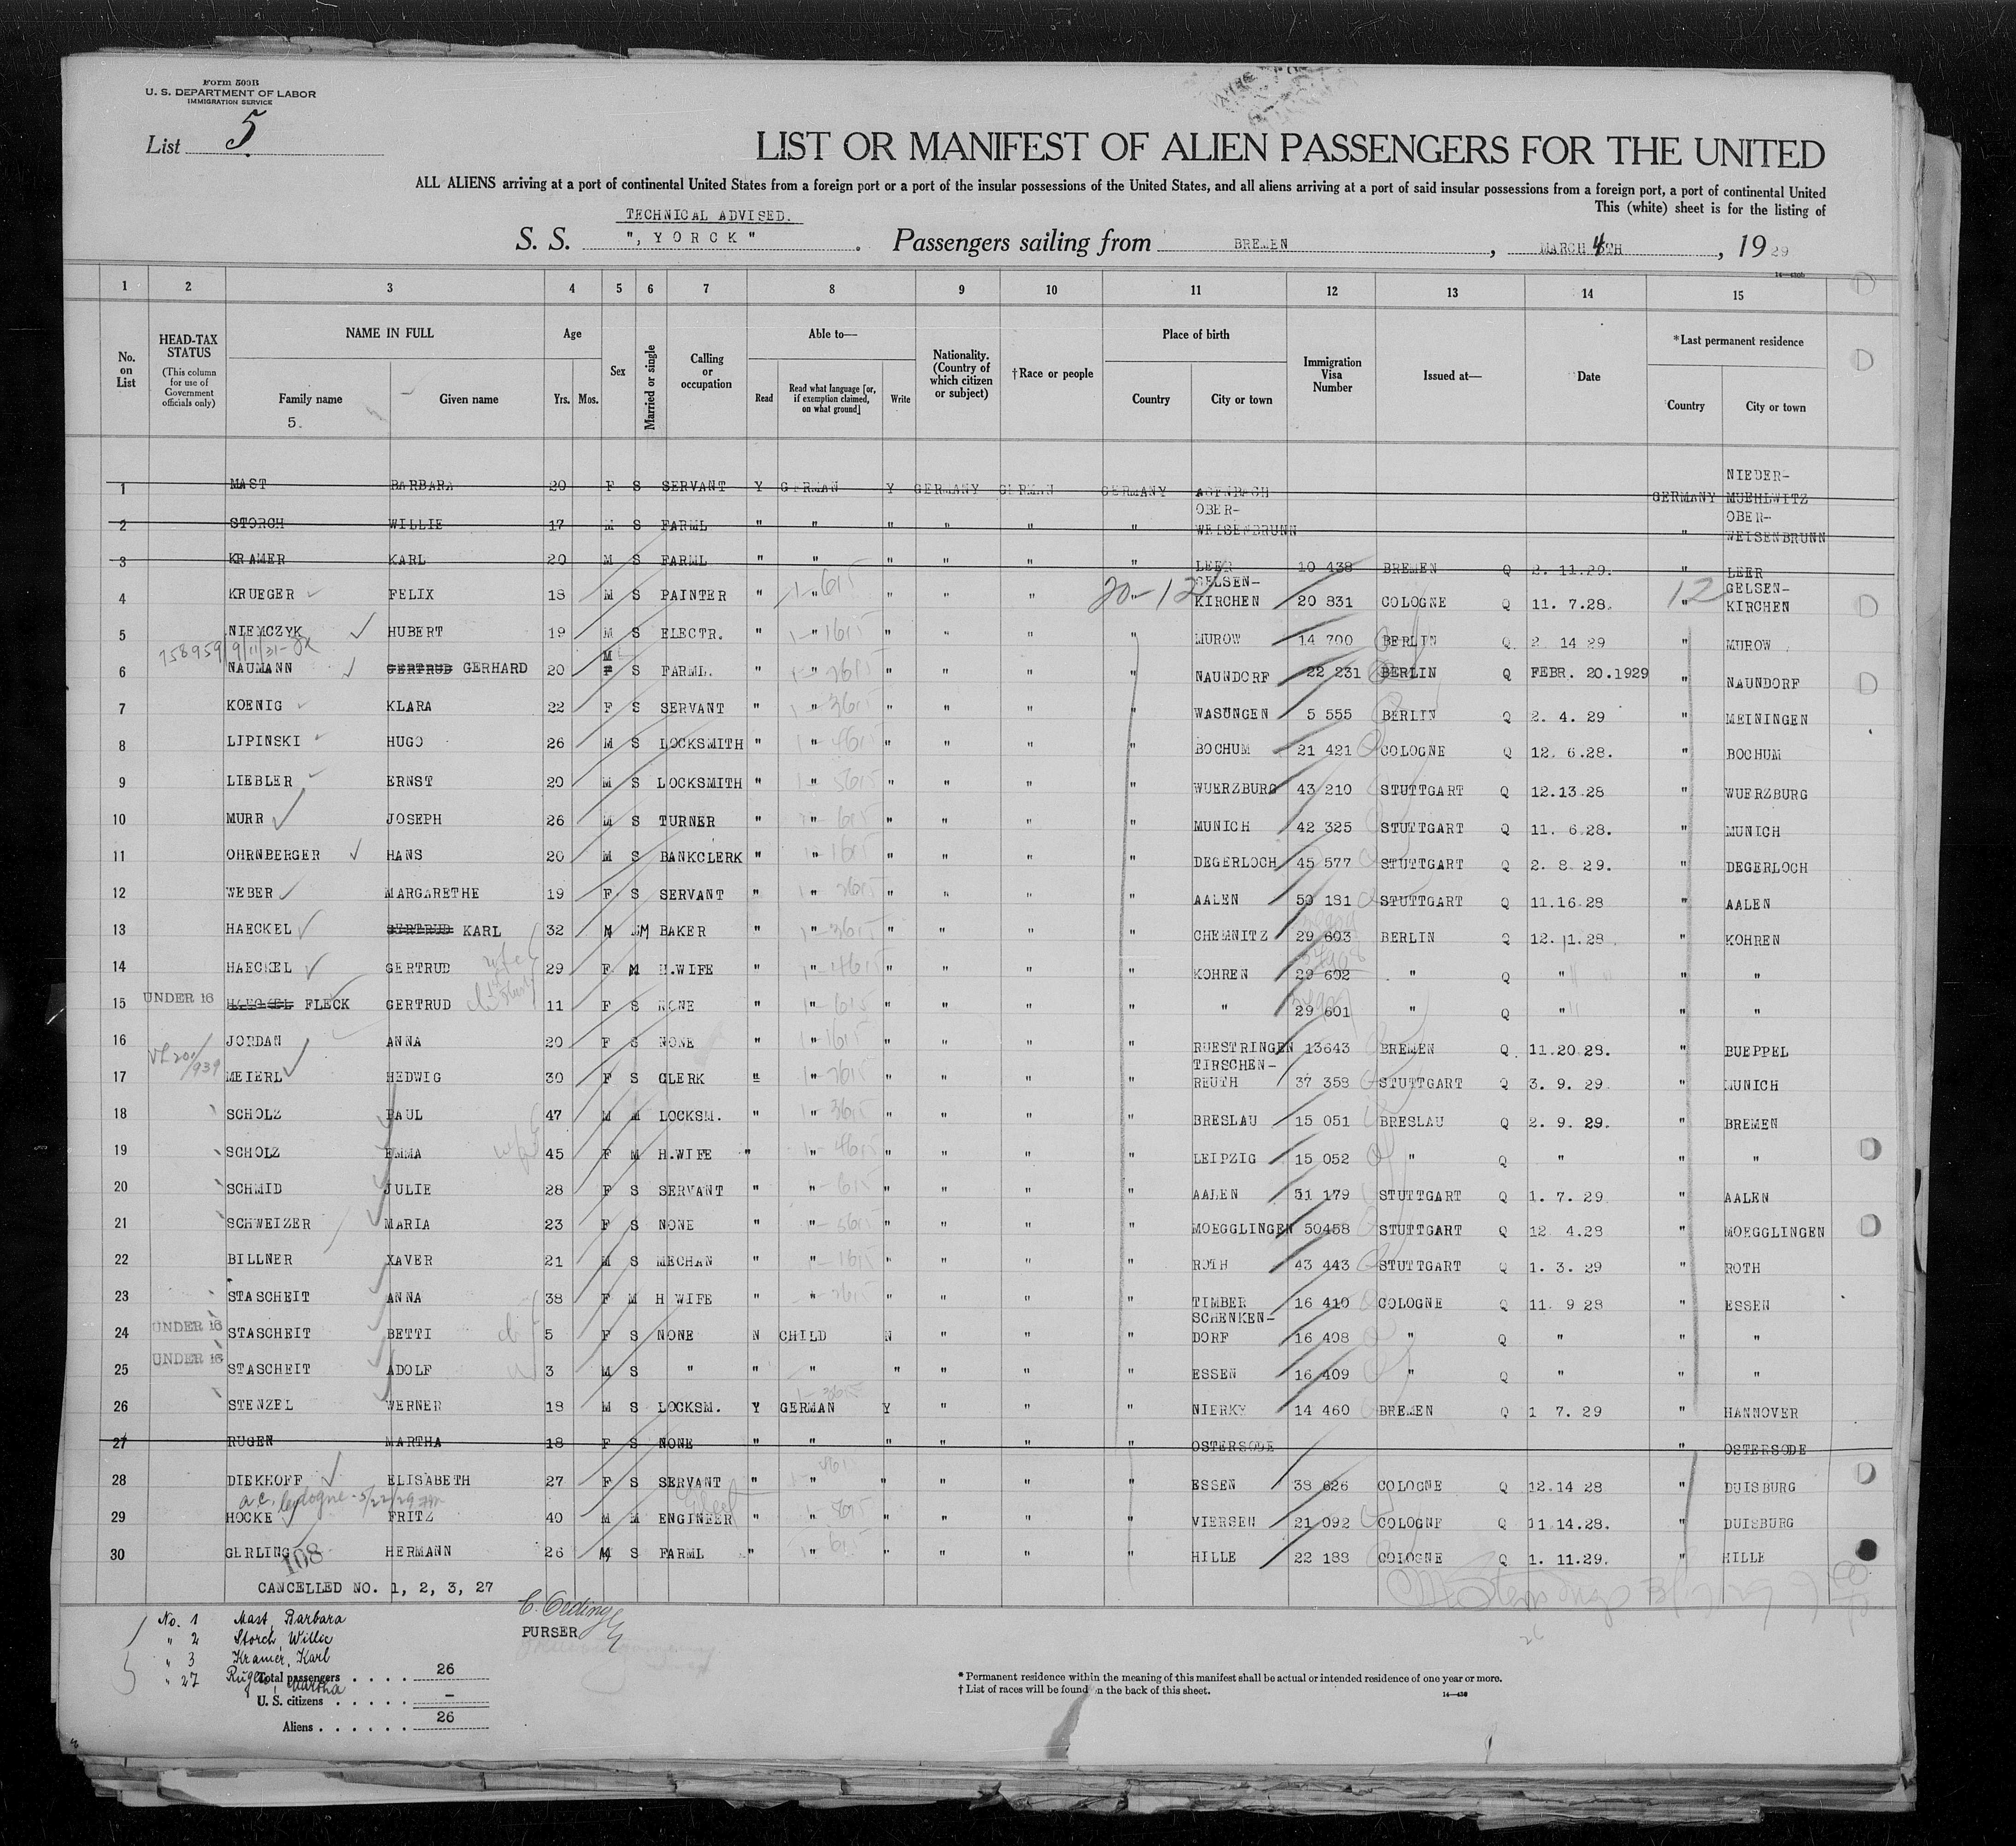 Form 500B
U. S. DEPARTMENT OF LABOR
IMMIGRATION SERVICE
List 5
LIST OR MANIFEST OF ALIEN PASSENGERS FOR THE UNITED
ALL ALIENS arriving at a port of continental United States from a foreign port or a port of the insular possessions of the United States, and all aliens arriving at a port of said insular possessions from a foreign port, a port of continental United
This (white) sheet is for the listing of
TECHNICAL ADVISED.
S. S. ", YORCK" . Passengers sailing from BREMEN , MARCH 4TH , 1929
14—430b
1 2 3 4 5 6 7 8 9 10 11 12 13 14 15
No. on List
HEAD-TAX STATUS
(This column for use of Government officials only)
NAME IN FULL
Family name
Given name
5.
Age
Yrs. Mos.
Sex
Married or single
Calling or occupation
Able to—
Read
Read what language [or, if exemption claimed, on what ground]
Write
Nationality. (Country of which citizen or subject)
†Race or people
Place of birth
Country
City or town
Immigration Visa Number
Issued at—
Date
*Last permanent residence
Country
City or town
1 MAST BARBARA 20 F S SERVANT Y GERMAN Y GERMANY GERMAN GERMANY AGENBACH GERMANY NIEDER-MUEHLWITZ
2 STORCH WILLIE 17 M S FARML " " " " " " OBER-WEISENBRUNN " OBER-WEISENBRUNN
3 KRAMER KARL 20 M S FARML " " " " " " LEER 10 438 BREMEN Q 2. 11.29. " LEER
4 KRUEGER FELIX 18 M S PAINTER " " " " " " GELSEN-KIRCHEN 20 831 COLOGNE Q 11. 7.28. " GELSEN-KIRCHEN
20-12 12
5 NIEMCZYK HUBERT 19 M S ELECTR. " " " " " " MUROW 14 700 BERLIN Q 2 14 29 " MUROW
758959
6 NAUMANN GERTRUD GERHARD 20 M F S FARML. " " " " " " NAUNDORF 22 231 BERLIN Q FEBR. 20.1929 " NAUNDORF
7 KOENIG KLARA 22 F S SERVANT " " " " " " WASUNGEN 5 555 BERLIN Q 2. 4. 29 " MEININGEN
8 LIPINSKI HUGO 26 M S LOCKSMITH " " " " " " BOCHUM 21 421 COLOGNE Q 12. 6.28. " BOCHUM
9 LIEBLER ERNST 20 M S LOCKSMITH " " " " " " WUERZBURG 43 210 STUTTGART Q 12.13 28 " WUERZBURG
10 MURR JOSEPH 26 M S TURNER " " " " " " MUNICH 42 325 STUTTGART Q 11. 6.28. " MUNICH
11 OHRNBERGER HANS 20 M S BANKCLERK " " " " " " DEGERLOCH 45 577 STUTTGART Q 2. 8. 29. " DEGERLOCH
12 WEBER MARGARETHE 19 F S SERVANT " " " " " " AALEN 50 181 STUTTGART Q 11.16 28 " AALEN
13 HAECKEL GERTRUD KARL 32 M M BAKER " " " " " " CHEMNITZ 29 603 BERLIN Q 12. 11.28 " KOHREN
14 HAECKEL GERTRUD wife 29 F M H.WIFE " " " " " " KOHREN 29 602 " Q " " "
15 UNDER 16 HAECKEL FLECK GERTRUD 11 F S NONE " " " " " " " 29 601 " Q " " "
16 JORDAN ANNA 20 F S NONE " " " " " " RUESTRINGEN 13643 BREMEN Q 11.20 28. " BUEPPEL
17 MEIERL HEDWIG 30 F S CLERK " " " " " " TIRSCHEN-REUTH 37 358 STUTTGART Q 3. 9. 29 " MUNICH
18 SCHOLZ PAUL 47 M M LOCKSM. " " " " " " BRESLAU 15 051 BRESLAU Q 2. 9. 29. " BREMEN
19 SCHOLZ EMMA wife 45 F M H.WIFE " " " " " " LEIPZIG 15 052 " Q " " "
20 SCHMID JULIE 28 F S SERVANT " " " " " " AALEN 51 179 STUTTGART Q 1. 7. 29 " AALEN
21 SCHWEIZER MARIA 23 F S NONE " " " " " " MOEGGLINGEN 50458 STUTTGART Q 12 4.28 " MOEGGLINGEN
22 BILLNER XAVER 21 M S MECHAN " " " " " " ROTH 43 443 STUTTGART Q 1. 3. 29 " ROTH
23 STASCHEIT ANNA 38 F M H WIFE " " " " " " TIMBER 16 410 COLOGNE Q 11. 9 28 " ESSEN
24 UNDER 16 STASCHEIT BETTI 5 F S NONE N CHILD N " " " SCHENKEN-DORF 16 408 " Q " " "
25 UNDER 16 STASCHEIT ADOLF 3 M S " " " " " " " ESSEN 16 409 " Q " " "
26 STENZEL WERNER 18 M S LOCKSM. Y GERMAN Y " " " NIERKY 14 460 BREMEN Q 1 7. 29 " HANNOVER
27 RUGEN MARTHA 18 F S NONE " " " " " " OSTERSODE " OSTERSODE
28 DIEKHOFF ELISABETH 27 F S SERVANT " " " " " " ESSEN 38 626 COLOGNE Q 12.14 28 " DUISBURG
a.c. Cologne - 5/22/29
29 HOCKE FRITZ 40 M M ENGINEER " " " " " " VIERSEN 21 092 COLOGNE Q 11.14.28. " DUISBURG
30 GERLING HERMANN 26 M S FARML " " " " " " HILLE 22 188 COLOGNE Q 1. 11.29. " HILLE
108
CANCELLED NO. 1, 2, 3, 27
No. 1 Mast, Barbara
" 2 Storch, Willie
" 3 Kramer, Karl
" 27 Rugen, Martha
PURSER
Total passengers . . . . . 26
U. S. citizens . . . . . –
Aliens . . . . . . 26
* Permanent residence within the meaning of this manifest shall be actual or intended residence of one year or more.
† List of races will be found on the back of this sheet.
14—430